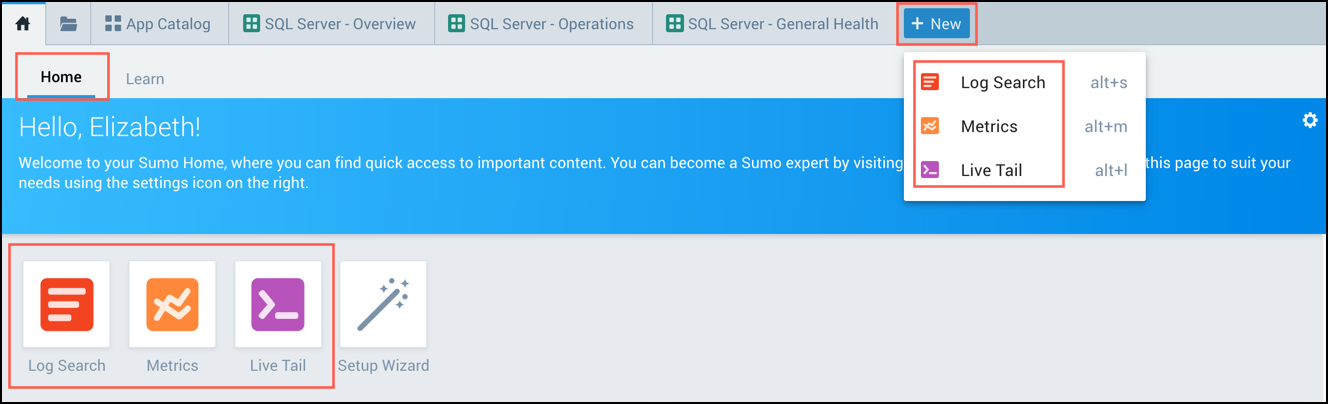 App Catalog
SQL Server - Overview
SQL Server - Operations
SQL Server - General Health
+ New
Home
Learn
Log Search alt+s
Metrics alt+m
Live Tail alt+l
Hello, Elizabeth!
Welcome to your Sumo Home, where you can find quick access to important content. You can become a Sumo expert by visiting this page to suit your
needs using the settings icon on the right.
Log Search
Metrics
Live Tail
Setup Wizard